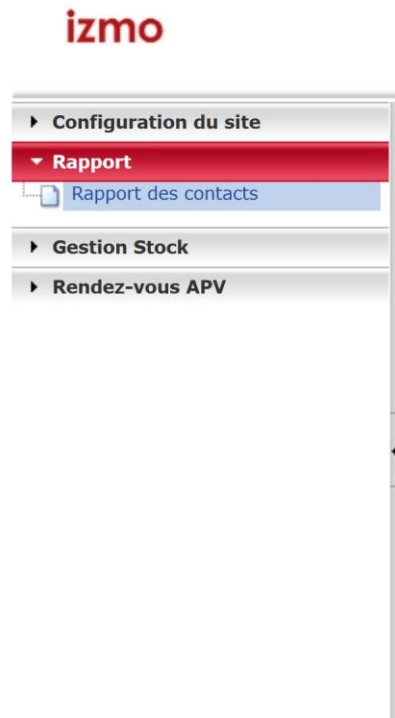 izmo
Configuration du site
Rapport
Rapport des contacts
Gestion Stock
Rendez-vous APV